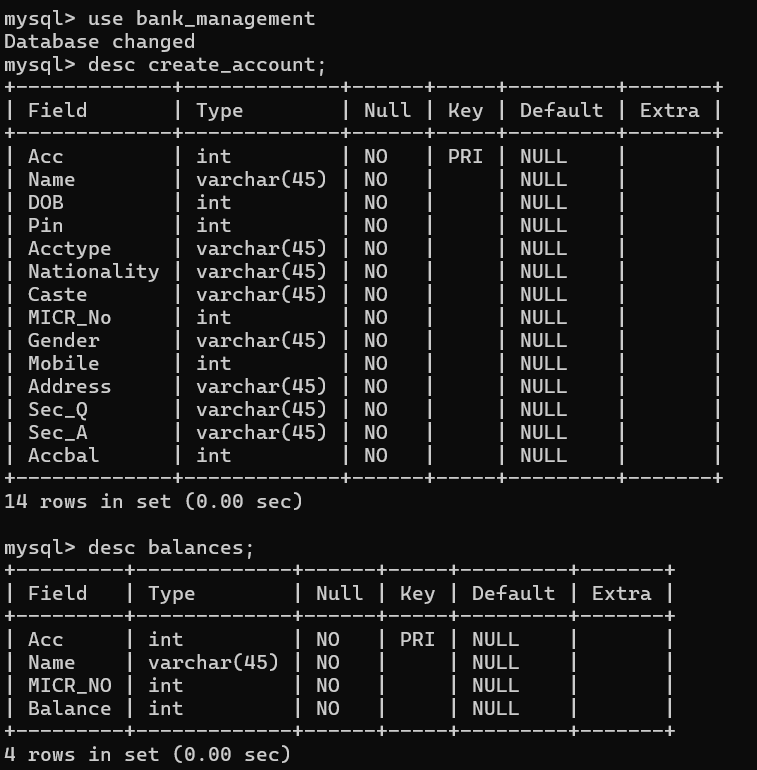 mysql> use bank_management
Database changed
mysql> desc create_account;
+-------------+-------------+------+-----+---------+-------+
| Field       | Type        | Null | Key | Default | Extra |
+-------------+-------------+------+-----+---------+-------+
| Acc         | int         | NO   | PRI | NULL    |       |
| Name        | varchar(45) | NO   |     | NULL    |       |
| DOB         | int         | NO   |     | NULL    |       |
| Pin         | int         | NO   |     | NULL    |       |
| Acctype     | varchar(45) | NO   |     | NULL    |       |
| Nationality | varchar(45) | NO   |     | NULL    |       |
| Caste       | varchar(45) | NO   |     | NULL    |       |
| MICR_No     | int         | NO   |     | NULL    |       |
| Gender      | varchar(45) | NO   |     | NULL    |       |
| Mobile      | int         | NO   |     | NULL    |       |
| Address     | varchar(45) | NO   |     | NULL    |       |
| Sec_Q       | varchar(45) | NO   |     | NULL    |       |
| Sec_A       | varchar(45) | NO   |     | NULL    |       |
| Accbal      | int         | NO   |     | NULL    |       |
+-------------+-------------+------+-----+---------+-------+
14 rows in set (0.00 sec)

mysql> desc balances;
+---------+-------------+------+-----+---------+-------+
| Field   | Type        | Null | Key | Default | Extra |
+---------+-------------+------+-----+---------+-------+
| Acc     | int         | NO   | PRI | NULL    |       |
| Name    | varchar(45) | NO   |     | NULL    |       |
| MICR_NO | int         | NO   |     | NULL    |       |
| Balance | int         | NO   |     | NULL    |       |
+---------+-------------+------+-----+---------+-------+
4 rows in set (0.00 sec)